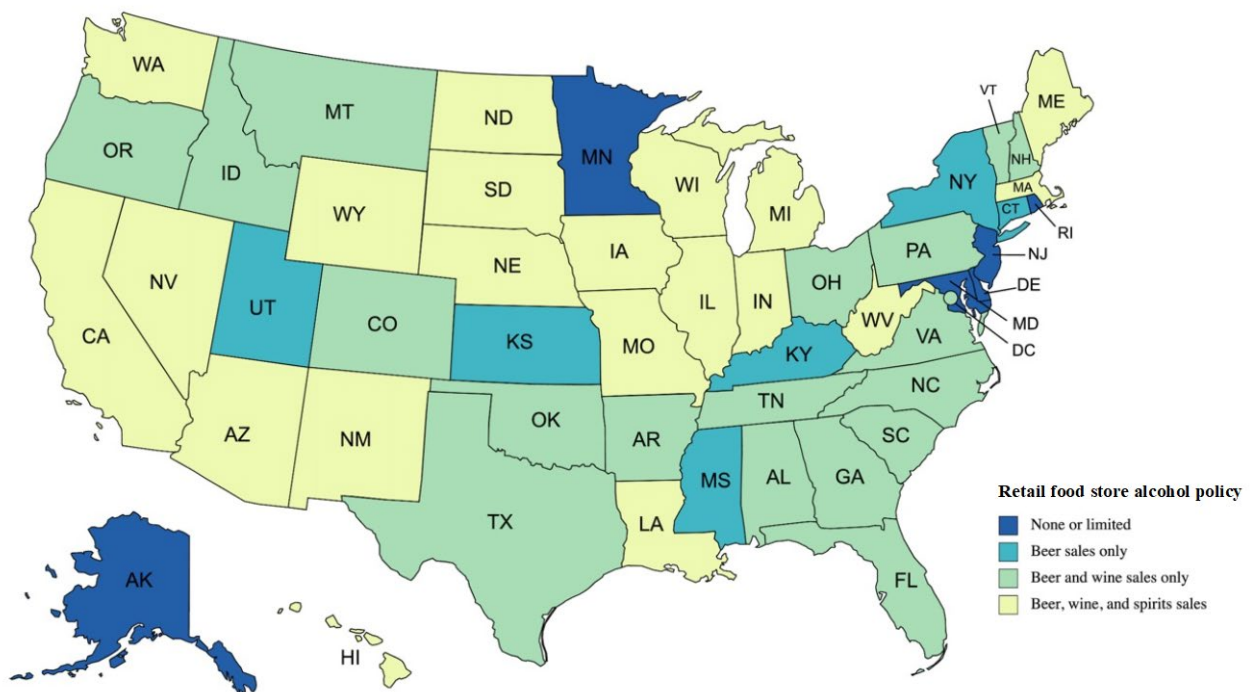 WA
MT
ND
MN
VT
ME
OR
ID
SD
WI
NY
NH
MA
CT
RI
WY
MI
NV
NE
IA
PA
NJ
OH
DE
UT
CO
IL
IN
WV
MD
CA
KS
MO
KY
VA
DC
TN
NC
AZ
NM
OK
AR
SC
MS
AL
GA
TX
LA
FL
AK
HI
Retail food store alcohol policy
None or limited
Beer sales only
Beer and wine sales only
Beer, wine, and spirits sales